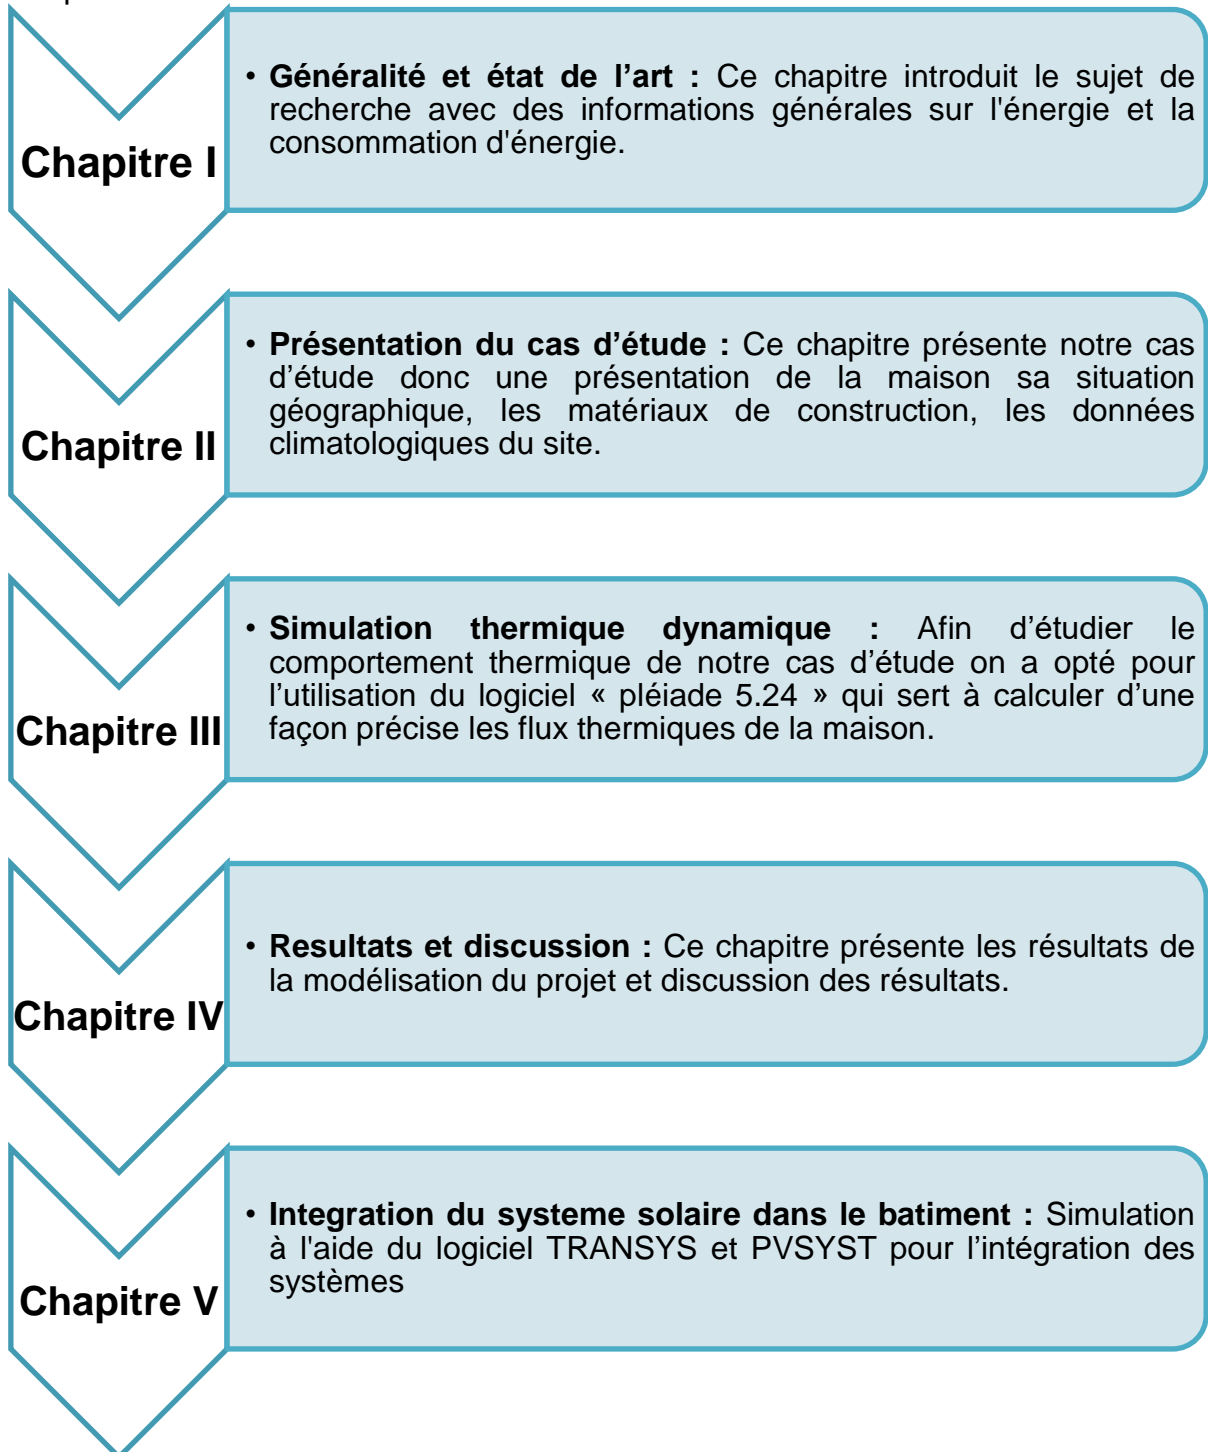 Chapitre I
• Généralité et état de l’art : Ce chapitre introduit le sujet de
recherche avec des informations générales sur l'énergie et la
consommation d'énergie.
Chapitre II
• Présentation du cas d’étude : Ce chapitre présente notre cas
d’étude donc une présentation de la maison sa situation
géographique, les matériaux de construction, les données
climatologiques du site.
Chapitre III
• Simulation thermique dynamique : Afin d’étudier le
comportement thermique de notre cas d’étude on a opté pour
l’utilisation du logiciel « pléiade 5.24 » qui sert à calculer d’une
façon précise les flux thermiques de la maison.
Chapitre IV
• Resultats et discussion : Ce chapitre présente les résultats de
la modélisation du projet et discussion des résultats.
Chapitre V
• Integration du systeme solaire dans le batiment : Simulation
à l'aide du logiciel TRANSYS et PVSYST pour l’intégration des
systèmes